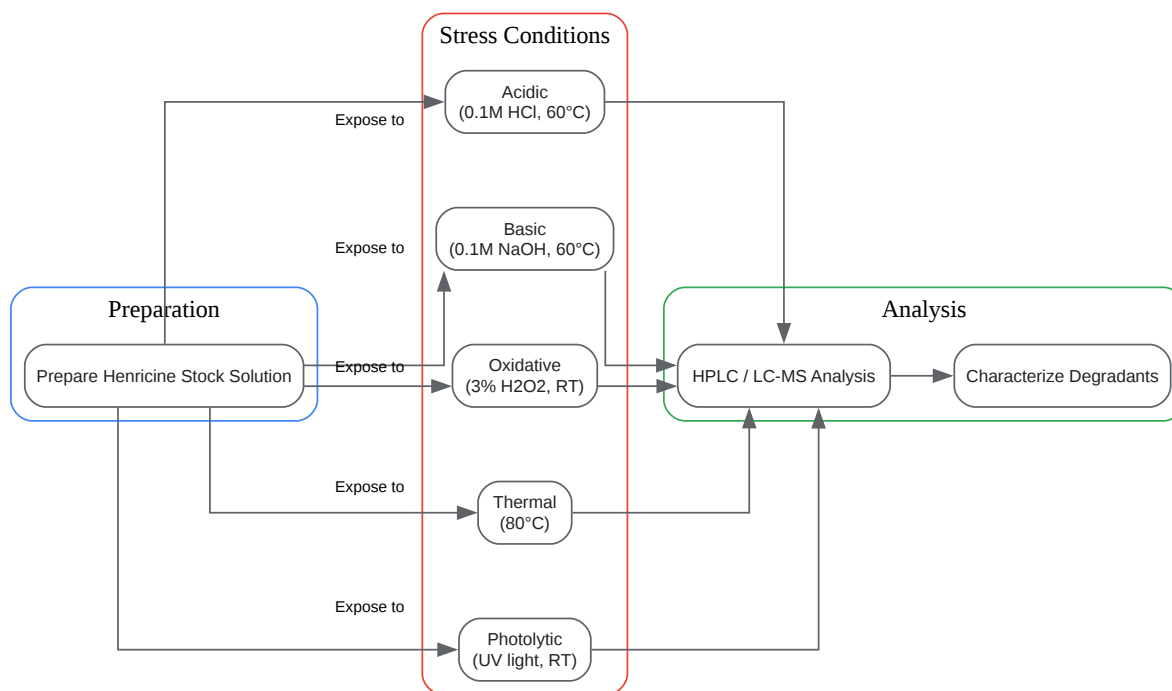 Stress Conditions
Acidic
(0.1M HCl, 60°C)
Expose to
Basic
(0.1M NaOH, 60°C)
Expose to
Preparation
Analysis
Prepare Henricine Stock Solution
Expose to
Oxidative
(3% H2O2, RT)
HPLC / LC-MS Analysis
Characterize Degradants
Expose to
Thermal
(80°C)
Expose to
Photolytic
(UV light, RT)